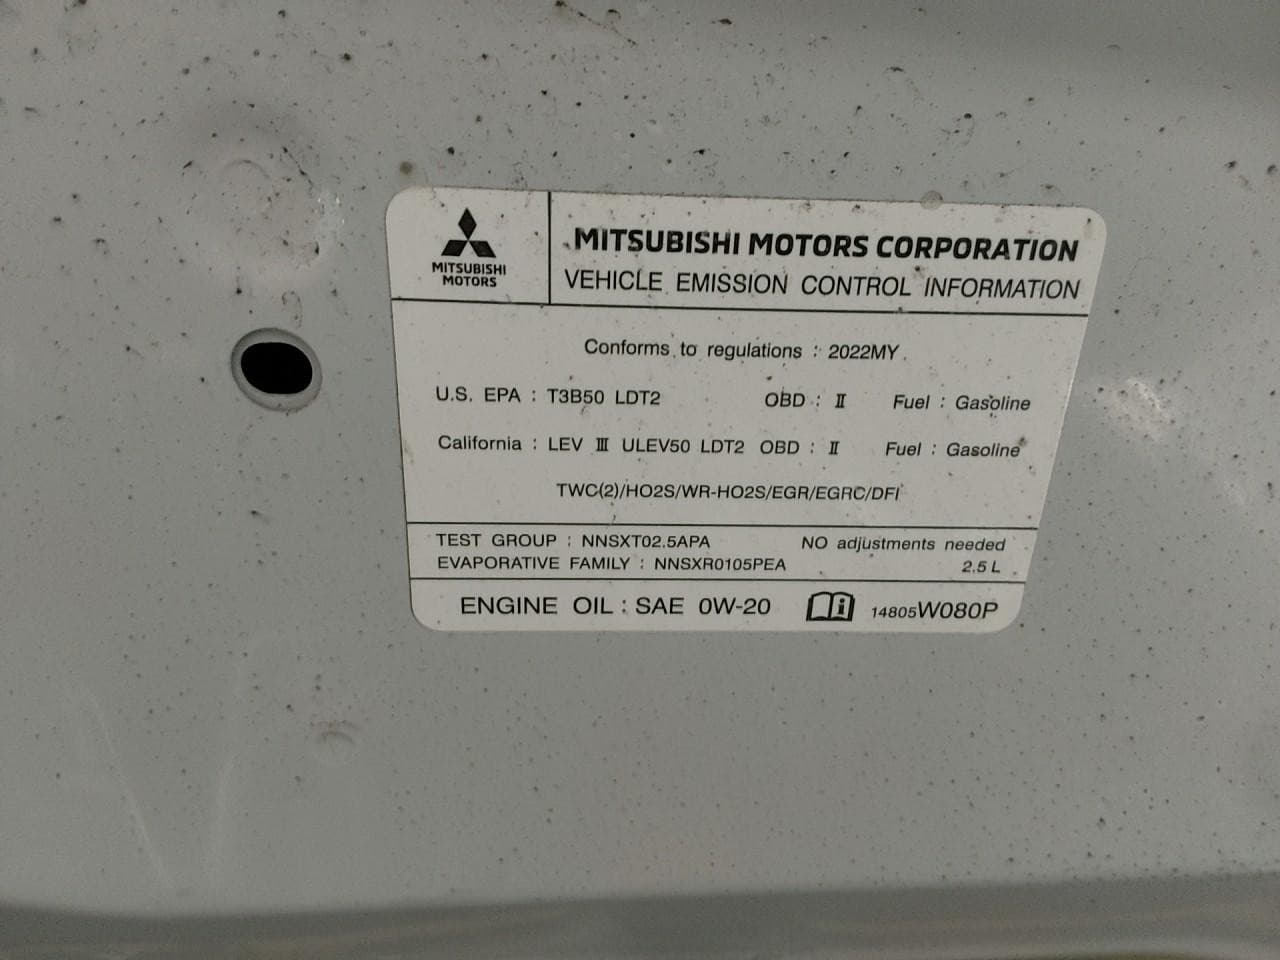 MITSUBISHI
MOTORS
MITSUBISHI MOTORS CORPORATION
VEHICLE EMISSION CONTROL INFORMATION
Conforms to regulations : 2022MY
U.S. EPA : T3B50 LDT2 OBD : II Fuel : Gasoline
California : LEV III ULEV50 LDT2 OBD : II Fuel : Gasoline
TWC(2)/HO2S/WR-HO2S/EGR/EGRC/DFI
TEST GROUP : NNSXT02.5APA NO adjustments needed
EVAPORATIVE FAMILY : NNSXR0105PEA 2.5 L
ENGINE OIL : SAE 0W-20 14805W080P